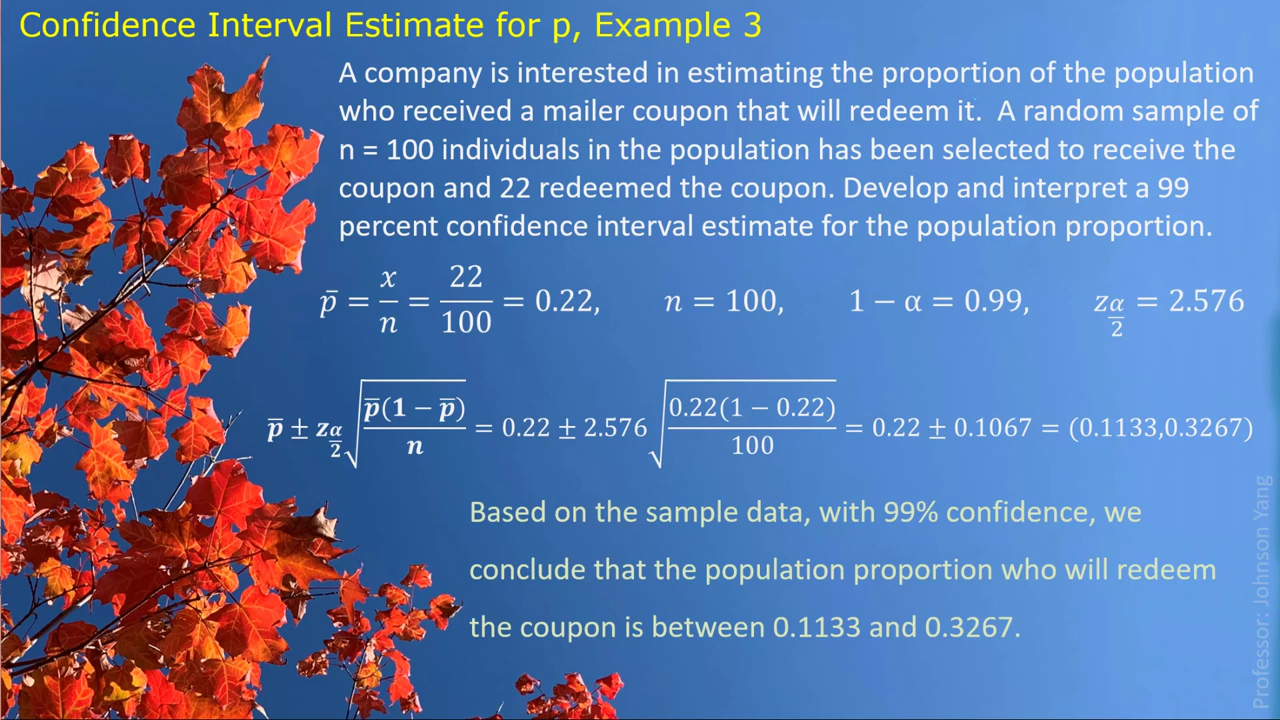 Confidence Interval Estimate for p, Example 3
A company is interested in estimating the proportion of the population
who received a mailer coupon that will redeem it. A random sample of
n = 100 individuals in the population has been selected to receive the
coupon and 22 redeemed the coupon. Develop and interpret a 99
percent confidence interval estimate for the population proportion.
p̄ = x/n = 22/100 = 0.22, n = 100, 1 − α = 0.99, z_(α/2) = 2.576
p̄ ± z_(α/2) √(p̄(1 − p̄)/n) = 0.22 ± 2.576 √(0.22(1 − 0.22)/100) = 0.22 ± 0.1067 = (0.1133,0.3267)
Based on the sample data, with 99% confidence, we
conclude that the population proportion who will redeem
the coupon is between 0.1133 and 0.3267.
Professor: Johnson Yang